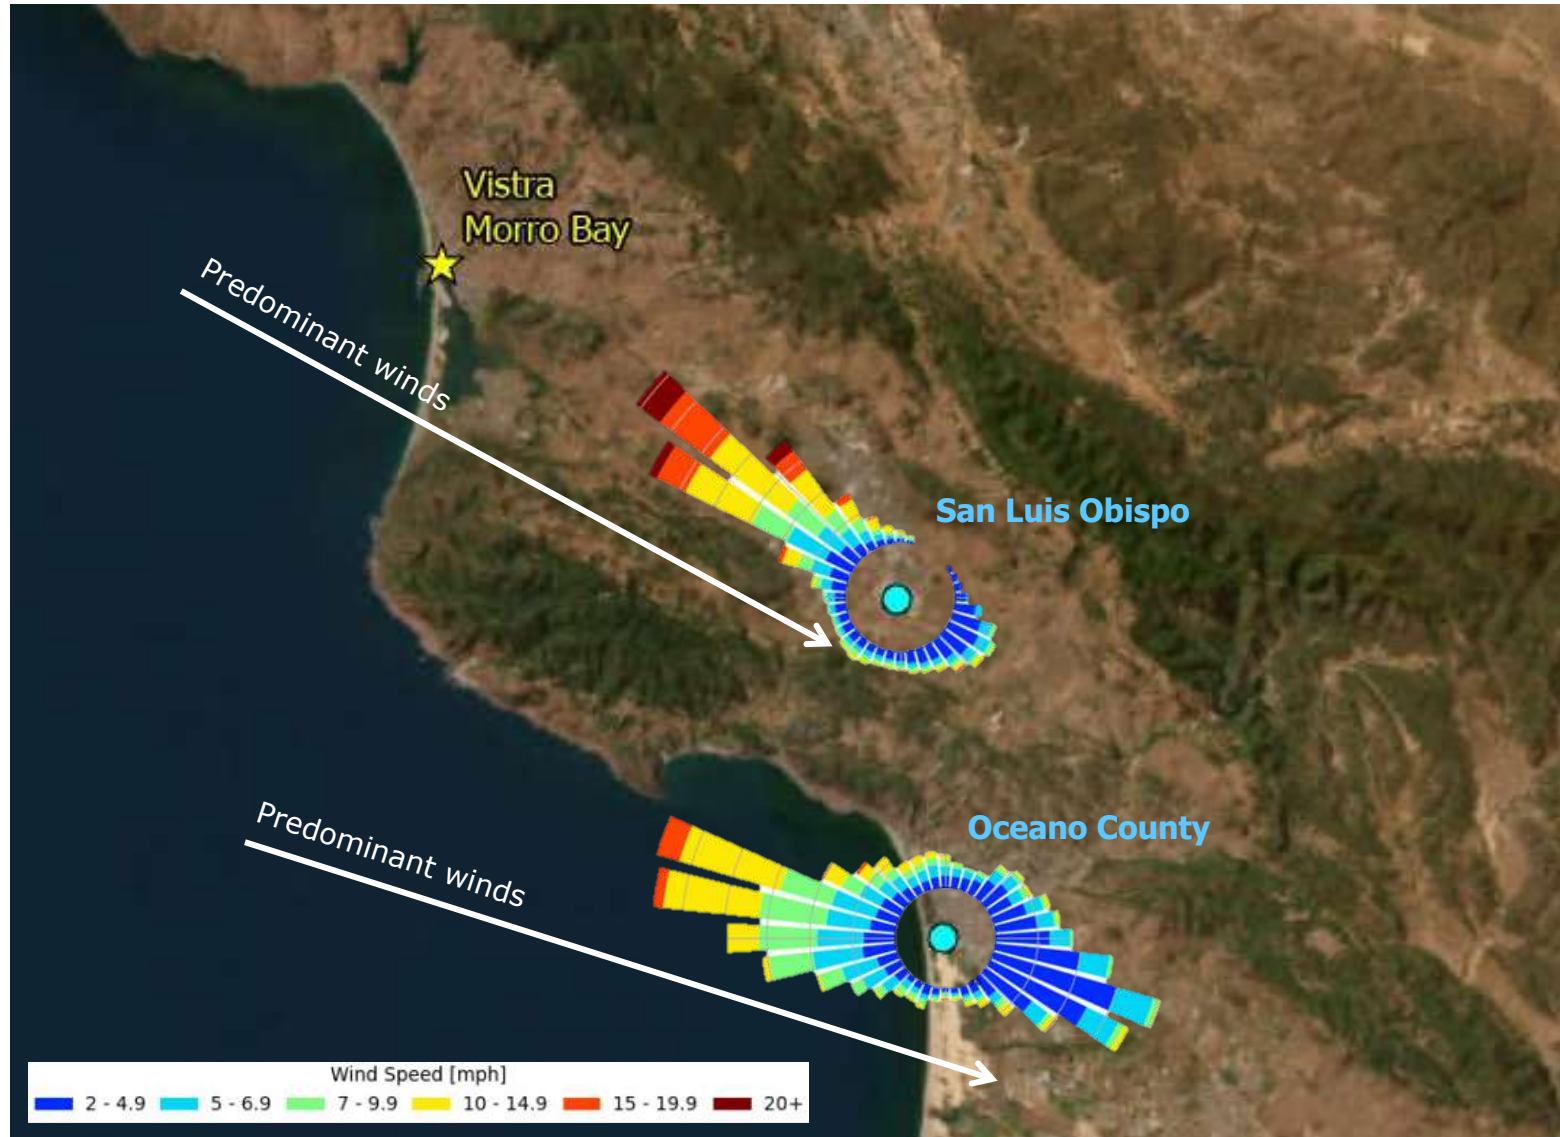 Vistra
Morro Bay
Predominant winds
San Luis Obispo
Predominant winds
Oceano County
Wind Speed [mph]
2 - 4.9 5 - 6.9 7 - 9.9 10 - 14.9 15 - 19.9 20+